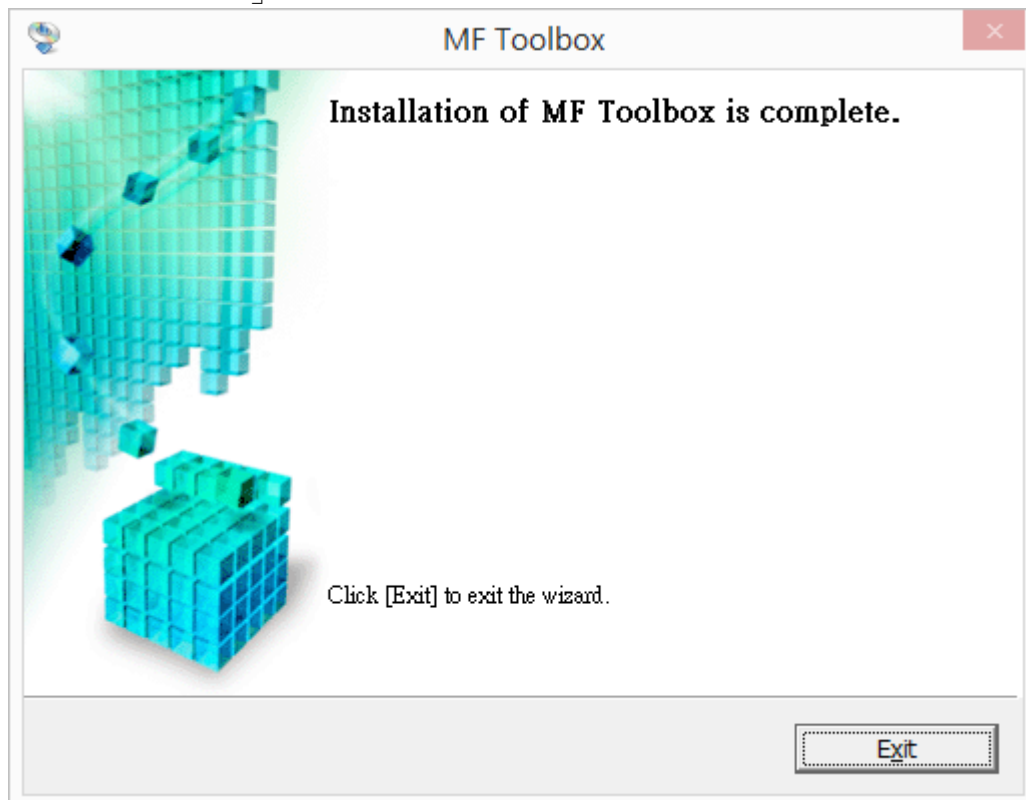 MF Toolbox
Installation of MF Toolbox is complete.
Click [Exit] to exit the wizard.
Exit